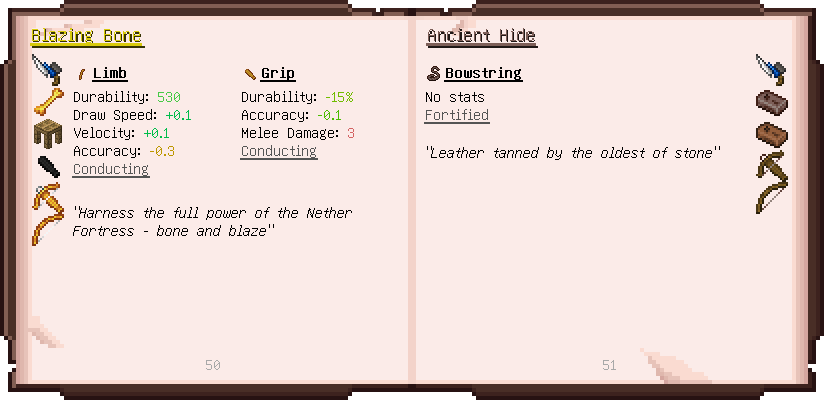 Blazing Bone
Limb
Durability: 530
Draw Speed: +0.1
Velocity: +0.1
Accuracy: -0.3
Conducting
Grip
Durability: -15%
Accuracy: -0.1
Melee Damage: 3
Conducting
"Harness the full power of the Nether
Fortress - bone and blaze"
50
Ancient Hide
Bowstring
No stats
Fortified
"Leather tanned by the oldest of stone"
51